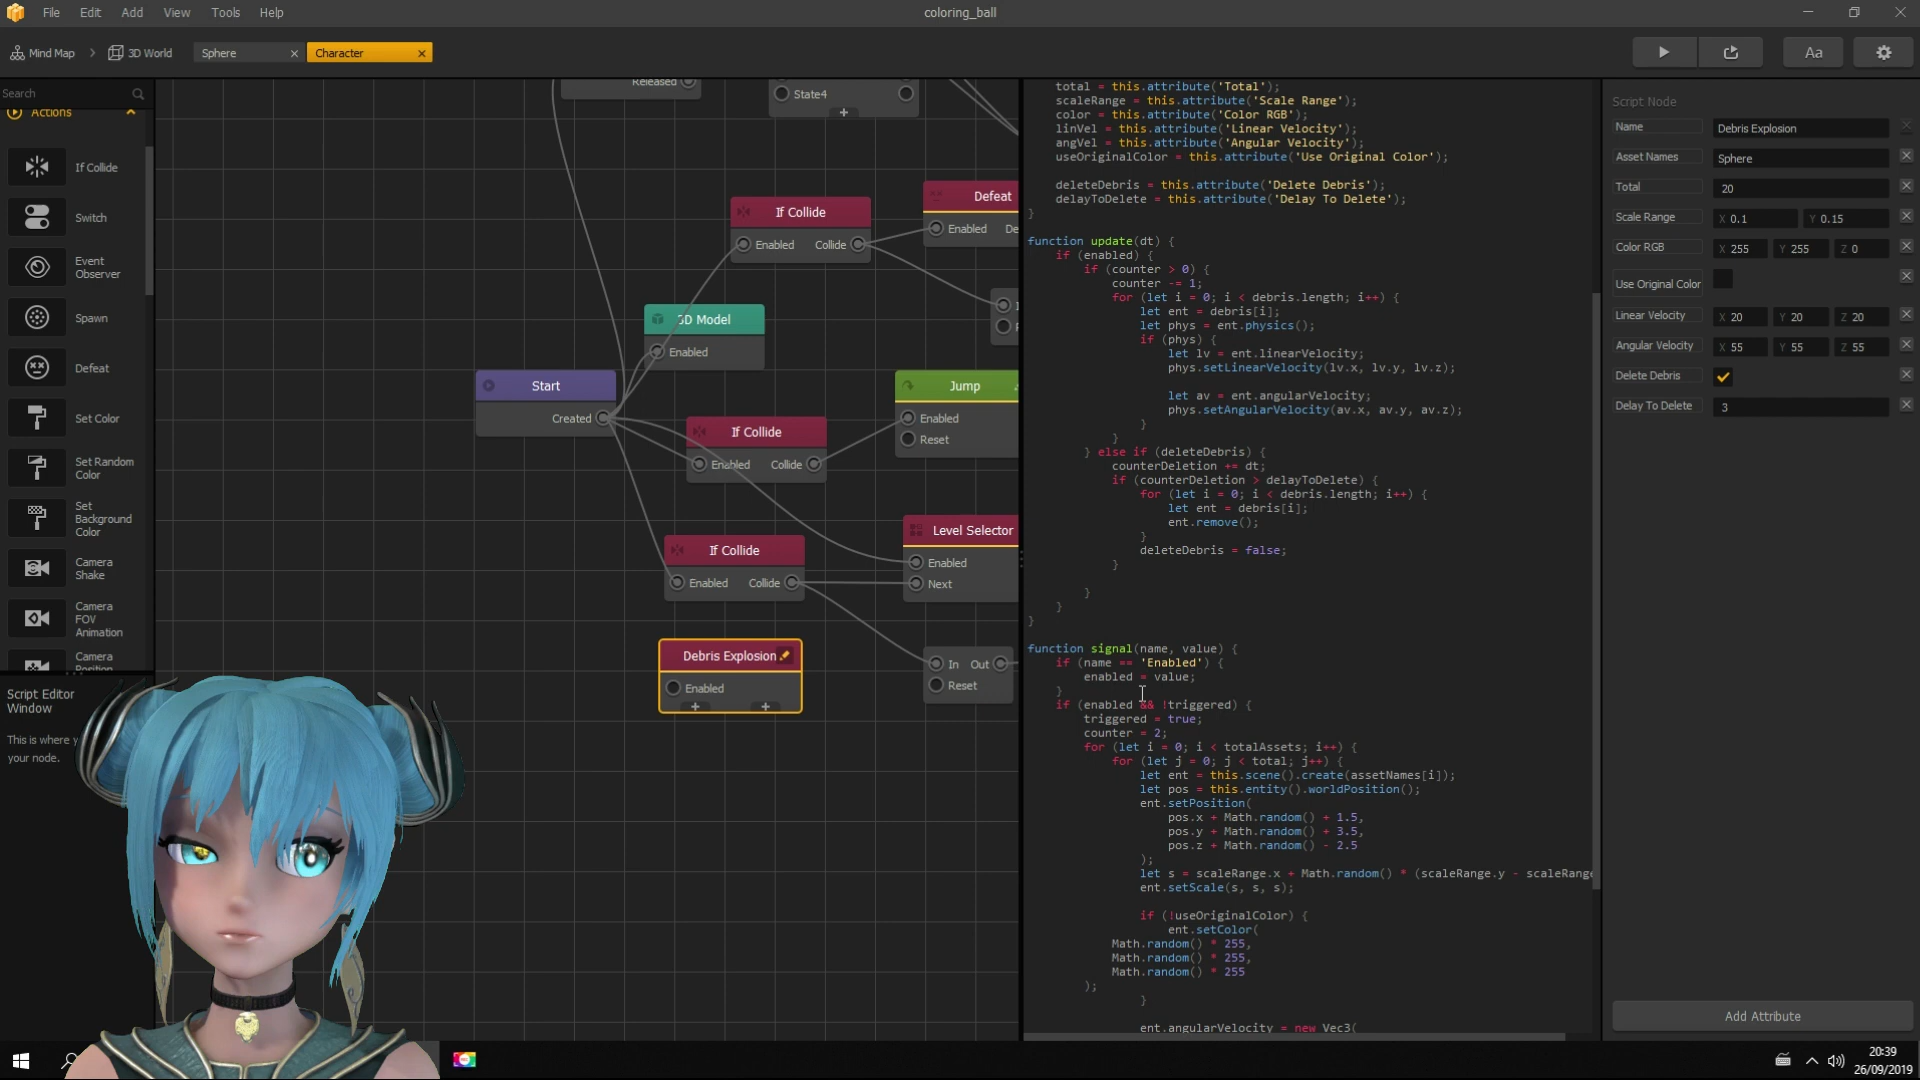 File Edit Add View Tools Help
coloring_ball
Mind Map
3D World
Sphere
Character
Aa
Search
Actions
If Collide
Switch
Event
Observer
Spawn
Defeat
Set Color
Set Random
Color
Set
Background
Color
Camera
Shake
Camera
FOV
Animation
Camera
Position
Script Editor
Window
This is where y
your node.
Released
State4
If Collide
Enabled Collide
Defeat
Enabled De
3D Model
Enabled
Start
Created
If Collide
Enabled Collide
Jump
Enabled
Reset
If Collide
Enabled Collide
Level Selector
Enabled
Next
Debris Explosion
Enabled
In Out
Reset
total = this.attribute('Total');
scaleRange = this.attribute('Scale Range');
color = this.attribute('Color RGB');
linVel = this.attribute('Linear Velocity');
angVel = this.attribute('Angular Velocity');
useOriginalColor = this.attribute('Use Original Color');
deleteDebris = this.attribute('Delete Debris');
delayToDelete = this.attribute('Delay To Delete');
}
function update(dt) {
if (enabled) {
if (counter > 0) {
counter -= 1;
for (let i = 0; i < debris.length; i++) {
let ent = debris[i];
let phys = ent.physics();
if (phys) {
let lv = ent.linearVelocity;
phys.setLinearVelocity(lv.x, lv.y, lv.z);
let av = ent.angularVelocity;
phys.setAngularVelocity(av.x, av.y, av.z);
}
}
} else if (deleteDebris) {
counterDeletion += dt;
if (counterDeletion > delayToDelete) {
for (let i = 0; i < debris.length; i++) {
let ent = debris[i];
ent.remove();
}
deleteDebris = false;
}
}
}
}
function signal(name, value) {
if (name == 'Enabled') {
enabled = value;
}
if (enabled && !triggered) {
triggered = true;
counter = 2;
for (let i = 0; i < totalAssets; i++) {
for (let j = 0; j < total; j++) {
let ent = this.scene().create(assetNames[i]);
let pos = this.entity().worldPosition();
ent.setPosition(
pos.x + Math.random() + 1.5,
pos.y + Math.random() + 3.5,
pos.z + Math.random() - 2.5
);
let s = scaleRange.x + Math.random() * (scaleRange.y - scaleRange
ent.setScale(s, s, s);
if (!useOriginalColor) {
ent.setColor(
Math.random() * 255,
Math.random() * 255,
Math.random() * 255
);
}
ent.angularVelocity = new Vec3(
Script Node
Name Debris Explosion
Asset Names Sphere
Total 20
Scale Range X 0.1 Y 0.15
Color RGB X 255 Y 255 Z 0
Use Original Color
Linear Velocity X 20 Y 20 Z 20
Angular Velocity X 55 Y 55 Z 55
Delete Debris
Delay To Delete 3
Add Attribute
20:39
26/09/2019